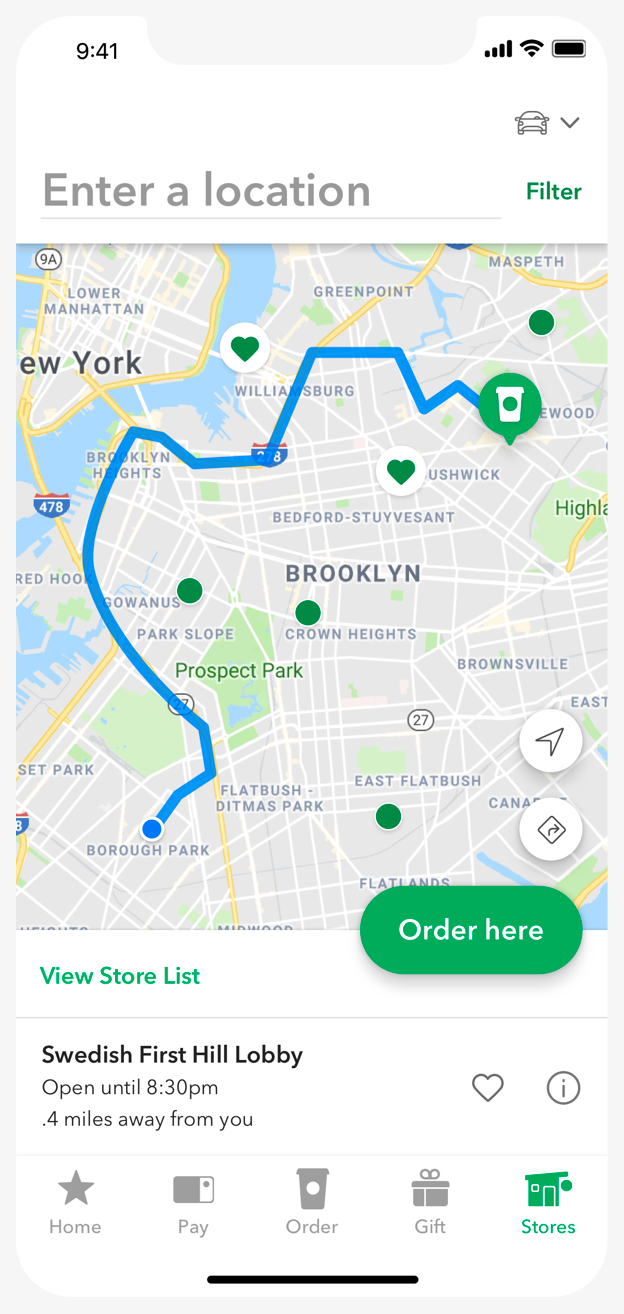 9:41
Enter a location
Filter
9A
MASPETH
LOWER
MANHATTAN
GREENPOINT
ew York
WILLIAMSBURG
EWOOD
BROOKLYN
HEIGHTS
278
USHWICK
478
BEDFORD-STUYVESANT
Highla
BROOKLYN
RED HOOK
GOWANUS
PARK SLOPE
CROWN HEIGHTS
BROWNSVILLE
Prospect Park
EAST
27
27
SET PARK
EAST FLATBUSH
FLATBUSH -
DITMAS PARK
CANA
BOROUGH PARK
FLATLANDS
HEIGHTS
MIDWOOD
Order here
View Store List
Swedish First Hill Lobby
Open until 8:30pm
.4 miles away from you
Home
Pay
Order
Gift
Stores